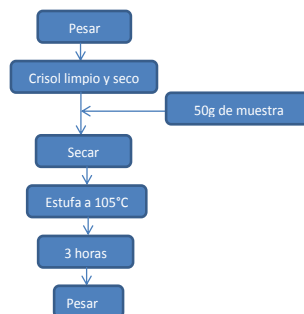 Pesar
Crisol limpio y seco
50g de muestra
Secar
Estufa a 105°C
3 horas
Pesar